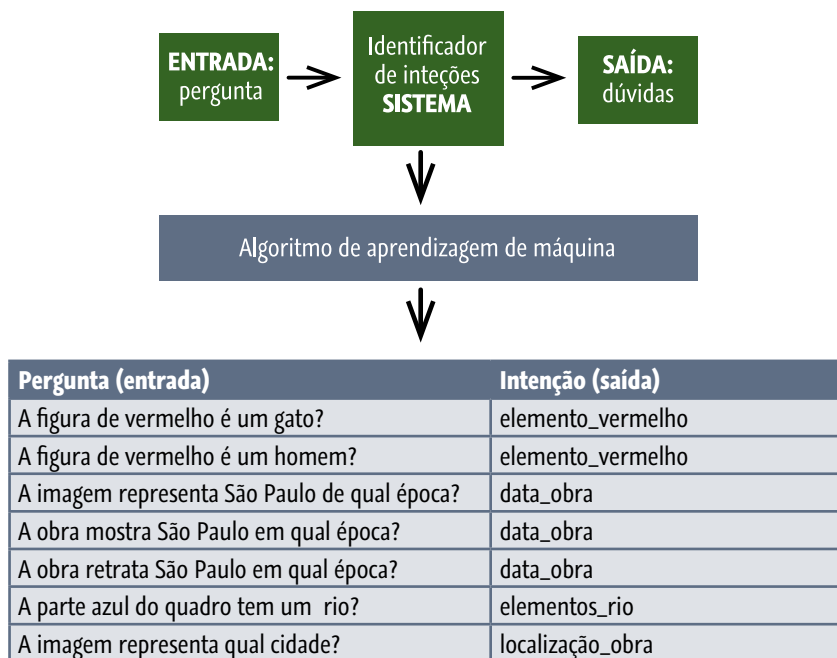 ENTRADA:
pergunta
Identificador
de inteções
SISTEMA
SAÍDA:
dúvidas
Algoritmo de aprendizagem de máquina
Pergunta (entrada) Intenção (saída)
A figura de vermelho é um gato? elemento_vermelho
A figura de vermelho é um homem? elemento_vermelho
A imagem representa São Paulo de qual época? data_obra
A obra mostra São Paulo em qual época? data_obra
A obra retrata São Paulo em qual época? data_obra
A parte azul do quadro tem um rio? elementos_rio
A imagem representa qual cidade? localização_obra